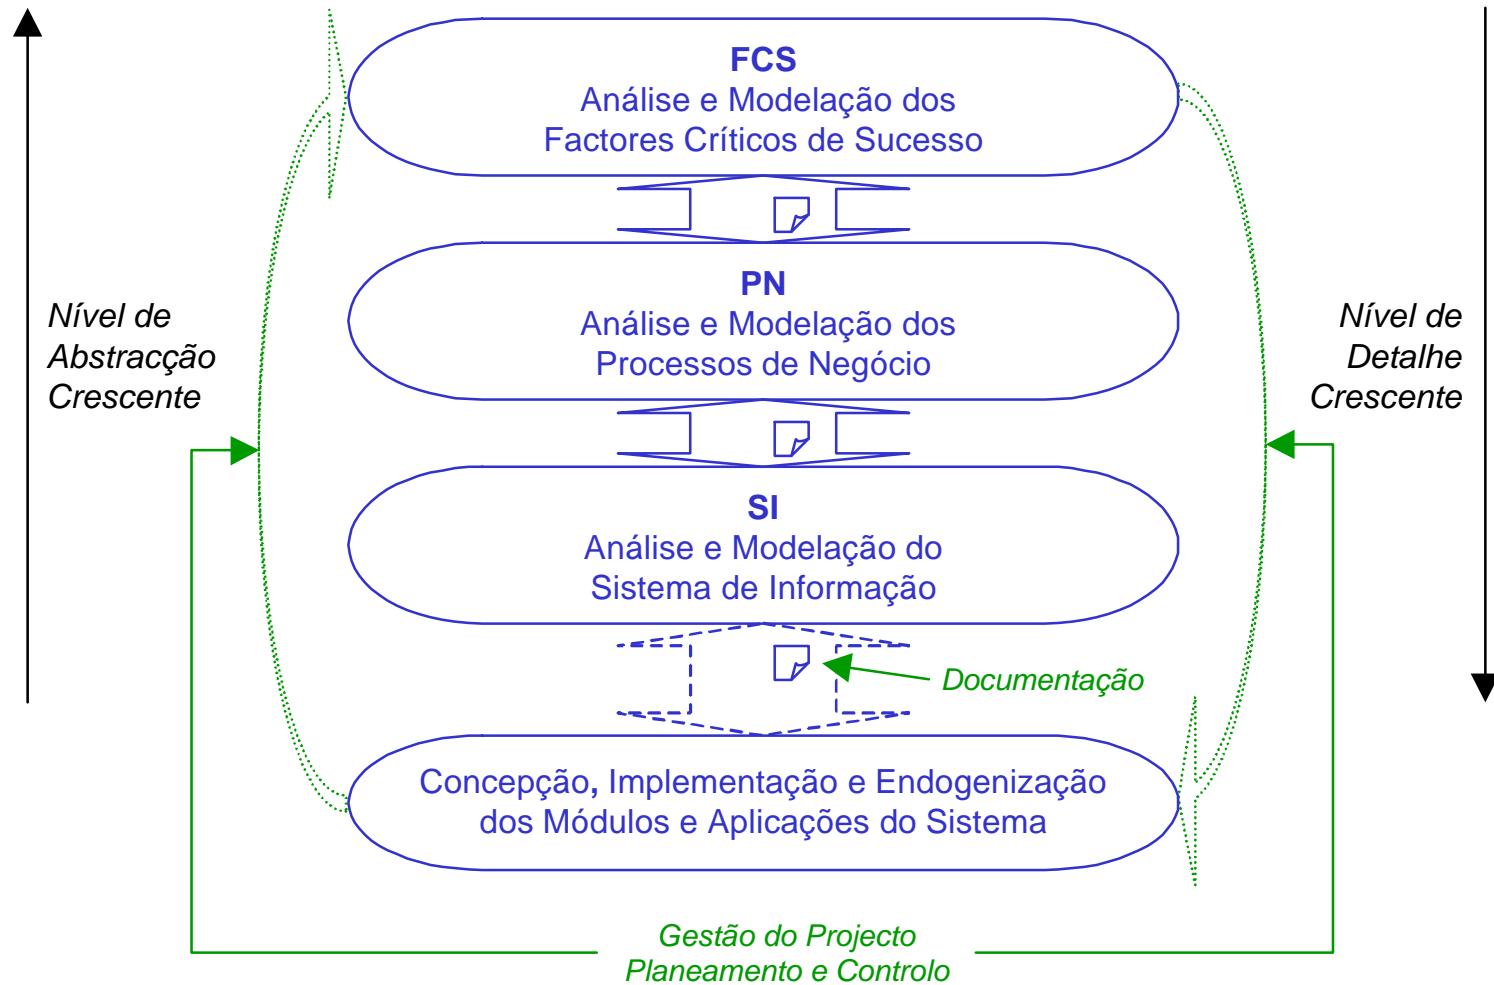 FCS
Análise e Modelação dos
Factores Críticos de Sucesso
PN
Análise e Modelação dos
Processos de Negócio
Nível de
Abstracção
Crescente
Nível de
Detalhe
Crescente
SI
Análise e Modelação do
Sistema de Informação
Documentação
Concepção, Implementação e Endogenização
dos Módulos e Aplicações do Sistema
Gestão do Projecto
Planeamento e Controlo